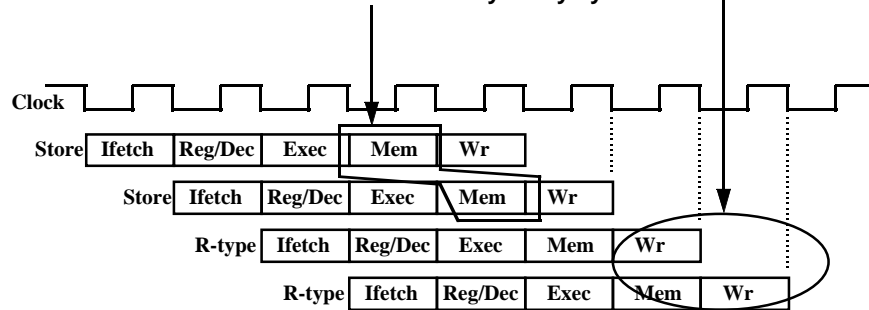 Clock
Store Ifetch Reg/Dec Exec Mem Wr
Store Ifetch Reg/Dec Exec Mem Wr
R-type Ifetch Reg/Dec Exec Mem Wr
R-type Ifetch Reg/Dec Exec Mem Wr